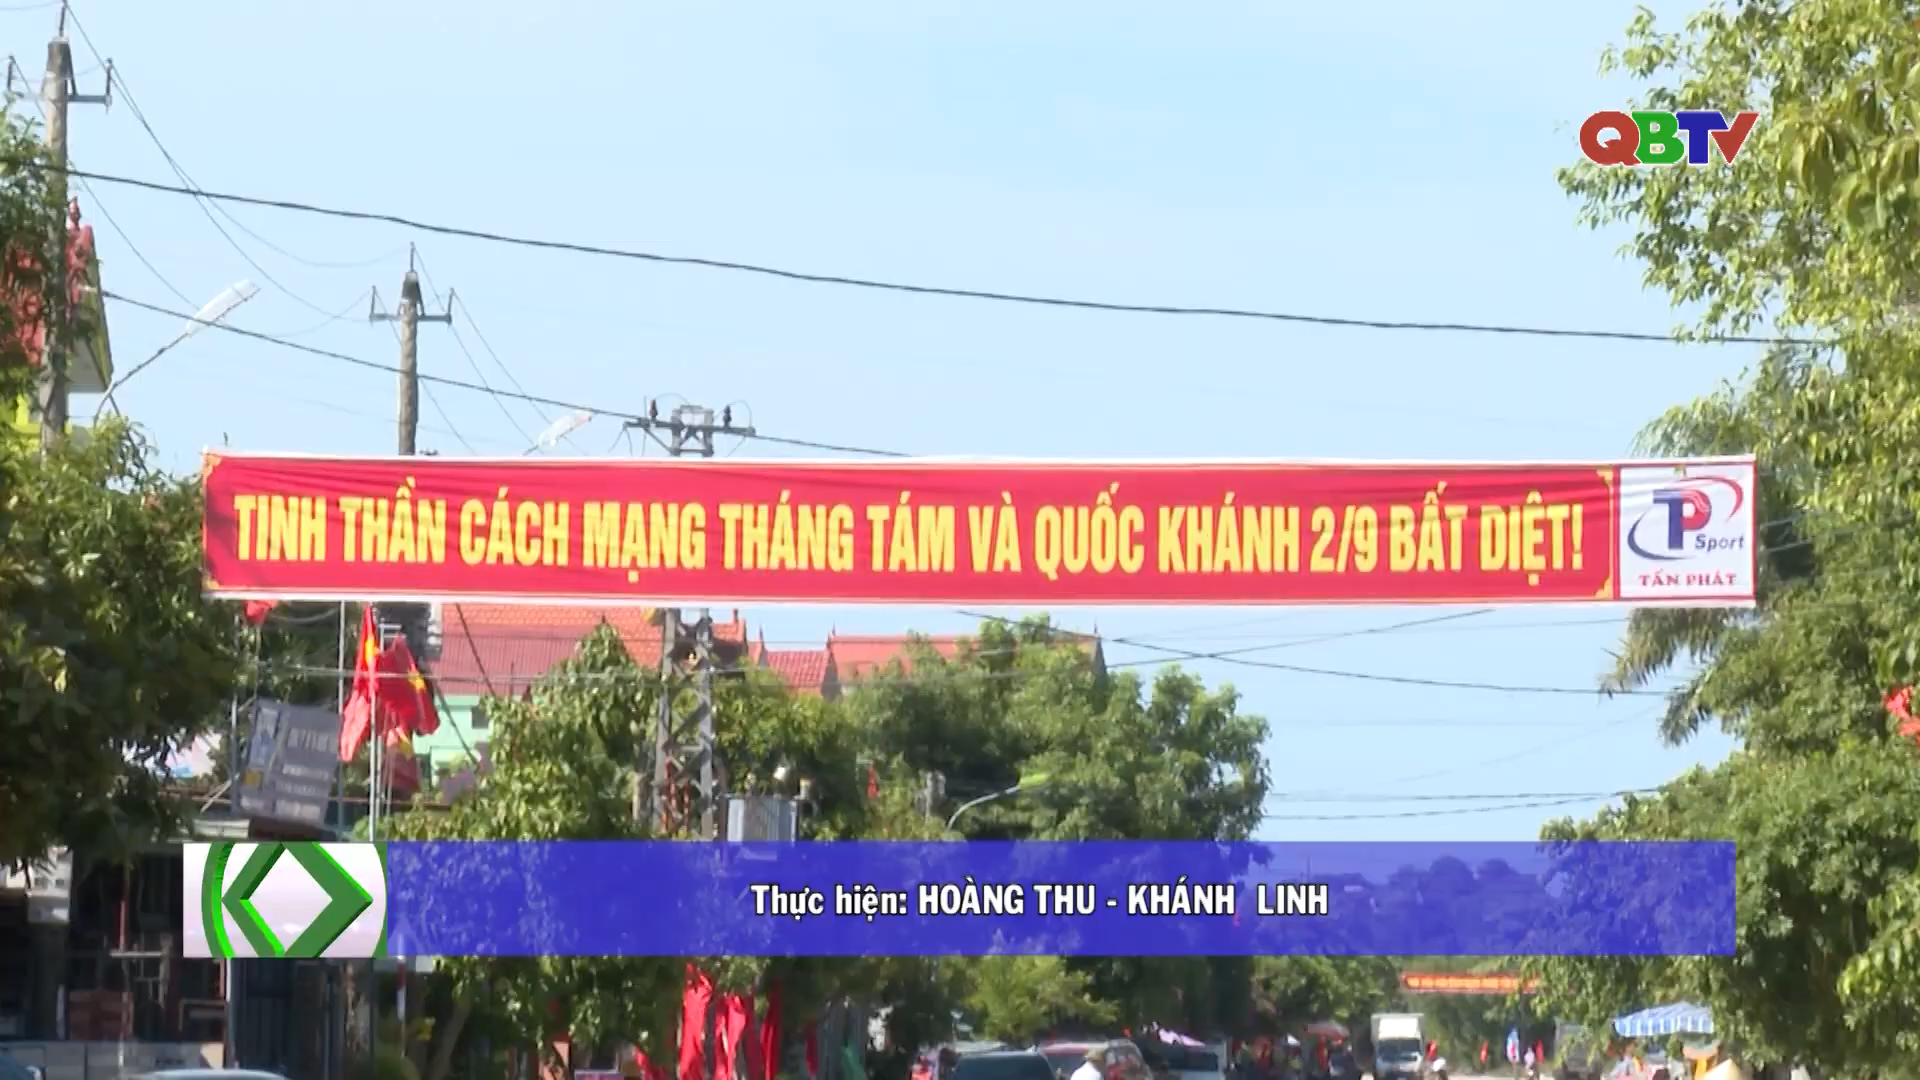 QBTV
TINH THẦN CÁCH MẠNG THÁNG TÁM VÀ QUỐC KHÁNH 2/9 BẤT DIỆT!
TP
Sport
TẤN PHÁT
Thực hiện: HOÀNG THU - KHÁNH LINH